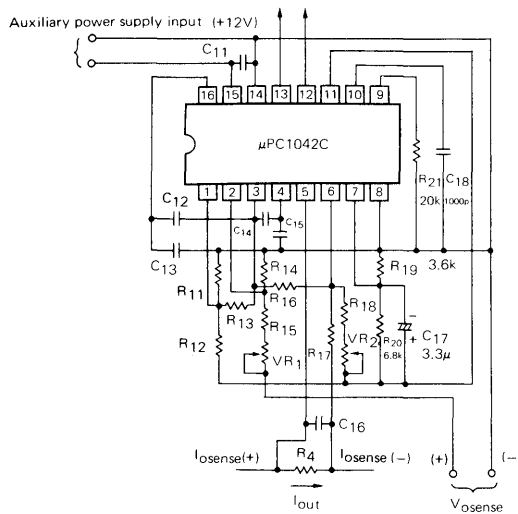 Auxiliary power supply input (+12V)
C11
16 15 14 13 12 11 10 9
μPC1042C
1 2 3 4 5 6 7 8
R21 C18
20k 1000p
C12
C14 C15
C13
R14 R19 3.6k
R11
R16 R18
R13
R15
R12 R17 VR2 R20 C17
VR1 6.8k + 3.3μ
−
C16
R4
Iosense(+) Iosense(−) (+) (−)
Iout Vosense